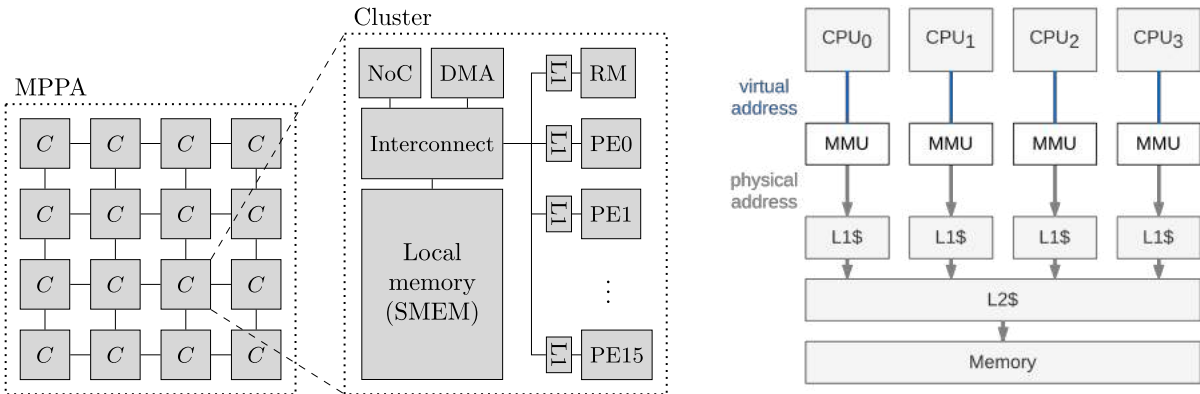 MPPA
C C C C
C C C C
C C C C
C C C C
Cluster
NoC DMA
Interconnect
Local
memory
(SMEM)
L1 RM
L1 PE0
L1 PE1
⋮
L1 PE15
CPU0 CPU1 CPU2 CPU3
virtual
address
MMU MMU MMU MMU
physical
address
L1$ L1$ L1$ L1$
L2$
Memory